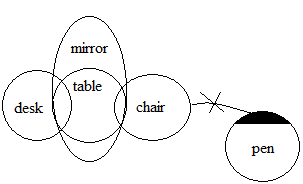 mirror
table
desk
chair
pen